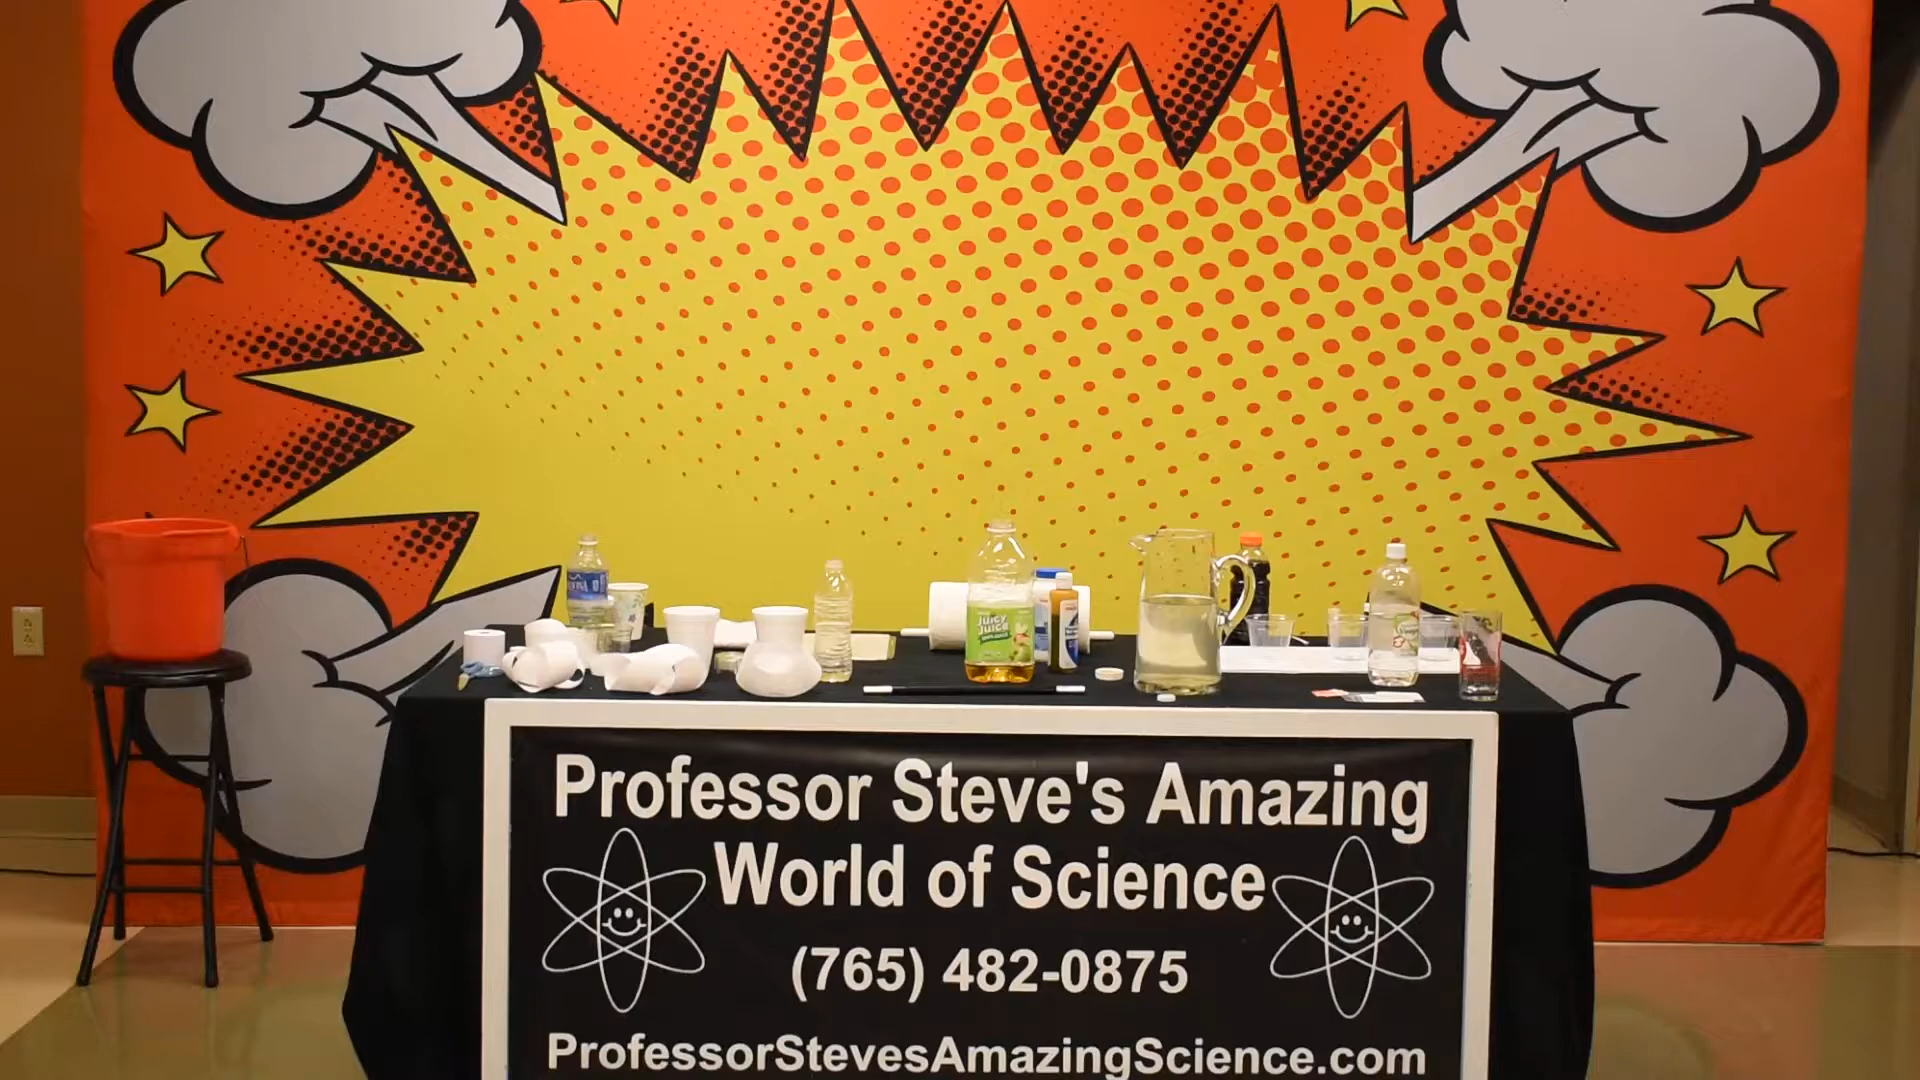 Juicy
Juice
Professor Steve's Amazing
World of Science
(765) 482-0875
ProfessorStevesAmazingScience.com